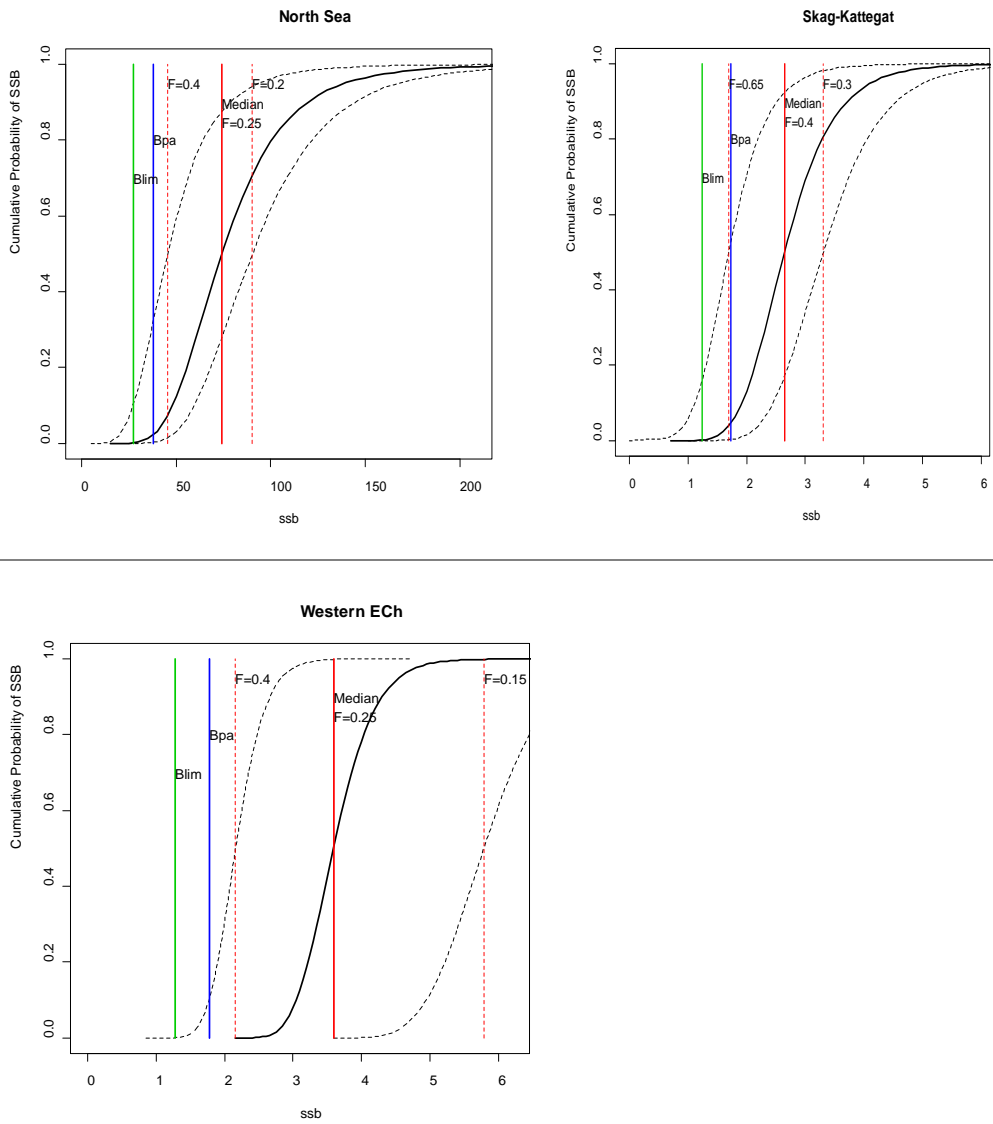 North Sea
Cumulative Probability of SSB
1.0
0.8
0.6
0.4
0.2
0.0
F=0.4
F=0.2
Median
F=0.25
Bpa
Blim
0 50 100 150 200
ssb
Skag-Kattegat
Cumulative Probability of SSB
1.0
0.8
0.6
0.4
0.2
0.0
F=0.65
F=0.3
Median
F=0.4
Bpa
Blim
0 1 2 3 4 5 6
ssb
Western ECh
Cumulative Probability of SSB
1.0
0.8
0.6
0.4
0.2
0.0
F=0.4
F=0.15
Median
F=0.25
Bpa
Blim
0 1 2 3 4 5 6
ssb